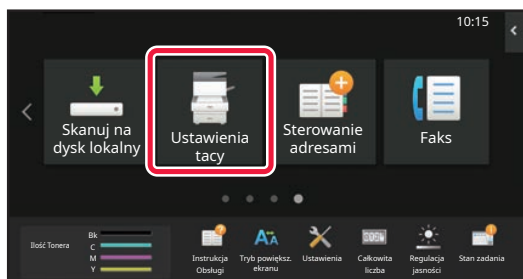 10:15
Skanuj na
dysk lokalny
Ustawienia
tacy
Sterowanie
adresami
Faks
Ilość Tonera
Bk
C
M
Y
Instrukcja
Obsługi
Tryb powiększ.
ekranu
Ustawienia
Całkowita
liczba
Regulacja
jasności
Stan zadania